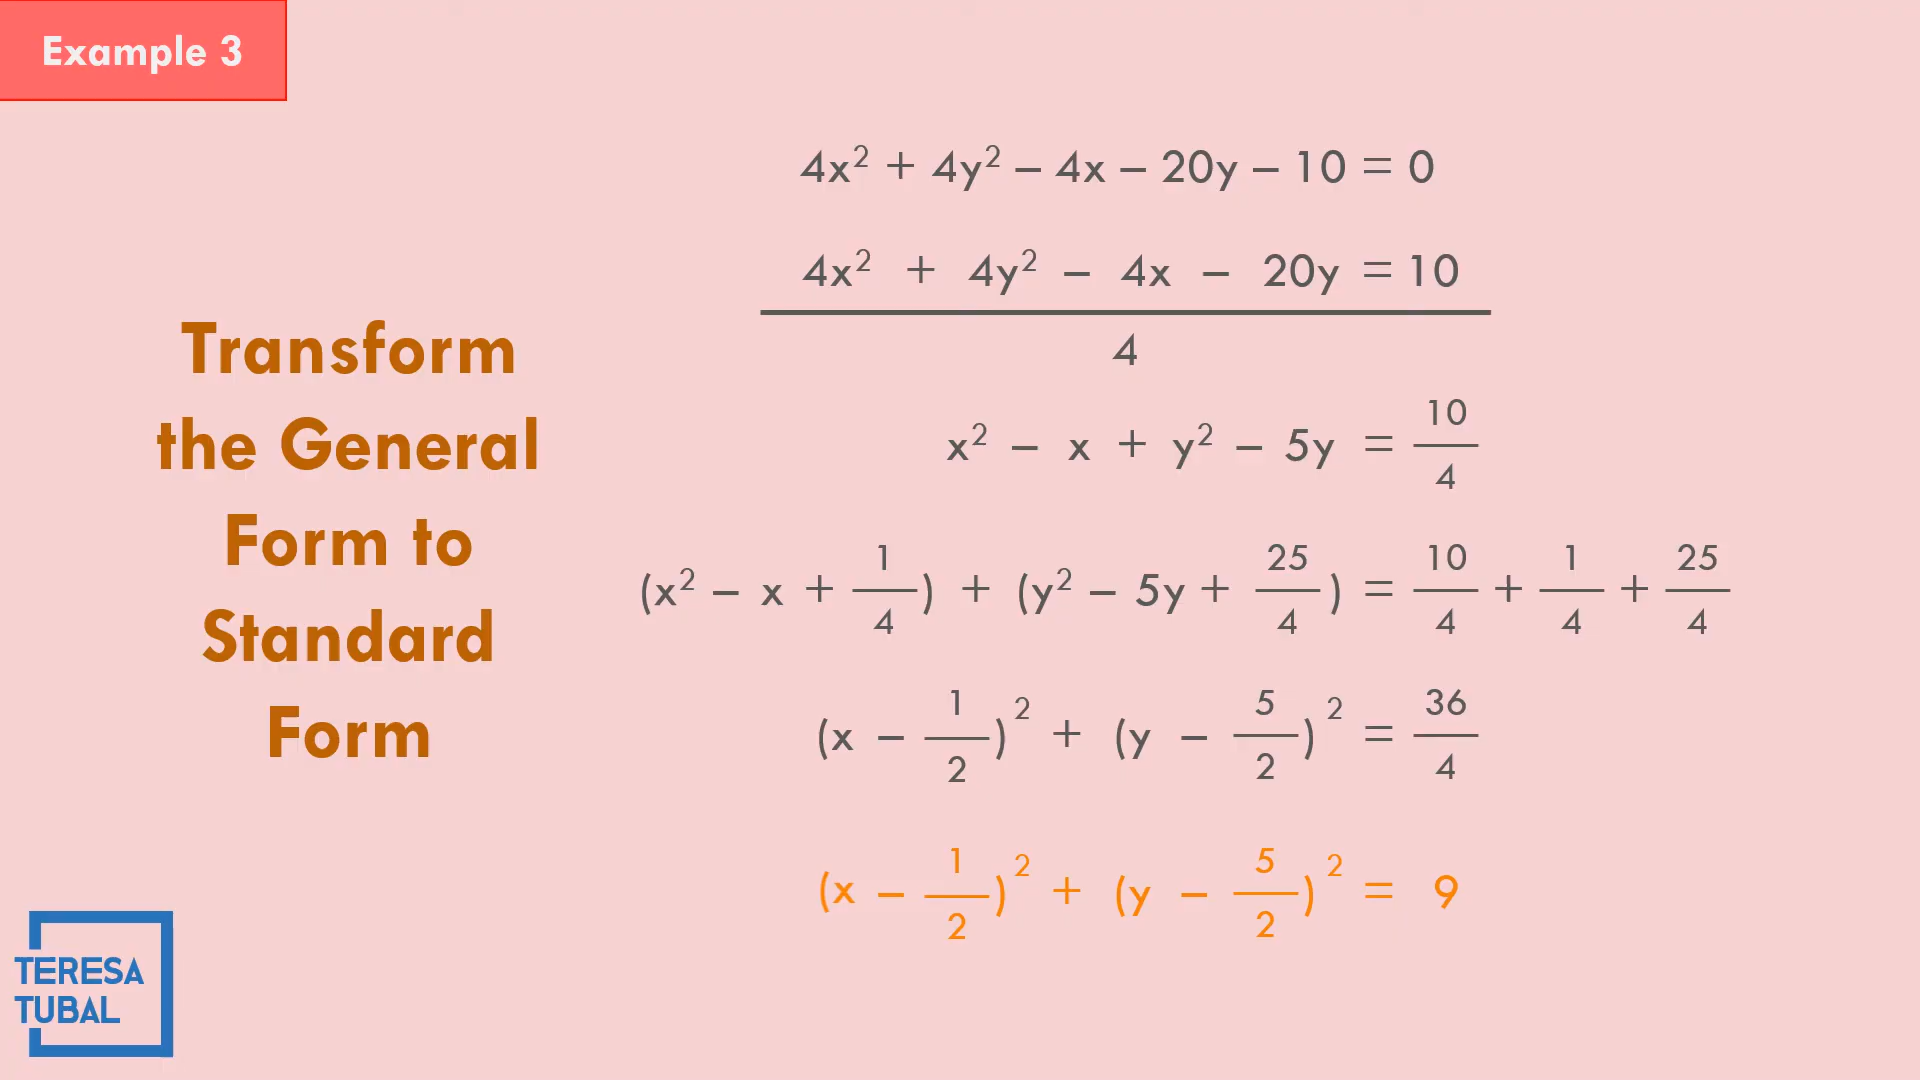 Example 3
4x² + 4y² – 4x – 20y – 10 = 0
4x² + 4y² – 4x – 20y = 10
4
x² – x + y² – 5y = 10/4
(x² – x + 1/4) + (y² – 5y + 25/4) = 10/4 + 1/4 + 25/4
(x – 1/2)² + (y – 5/2)² = 36/4
(x – 1/2)² + (y – 5/2)² = 9
Transform
the General
Form to
Standard
Form
TERESA
TUBAL